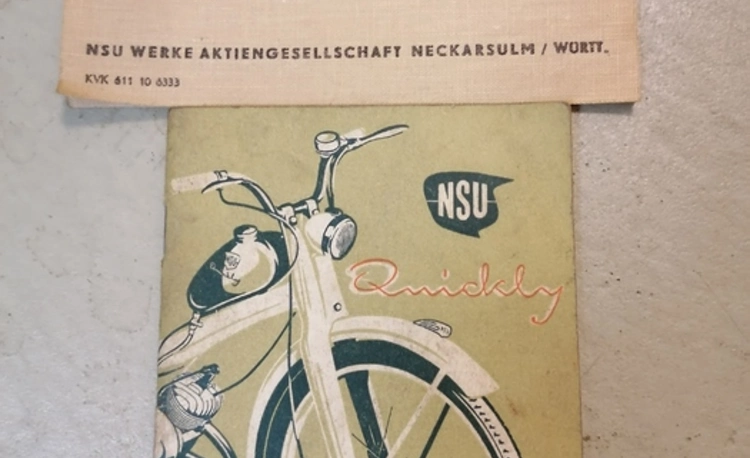 NSU WERKE AKTIENGESELLSCHAFT NECKARSULM / WÜRTT.
KVK 611 10 6333
NSU
Quickly